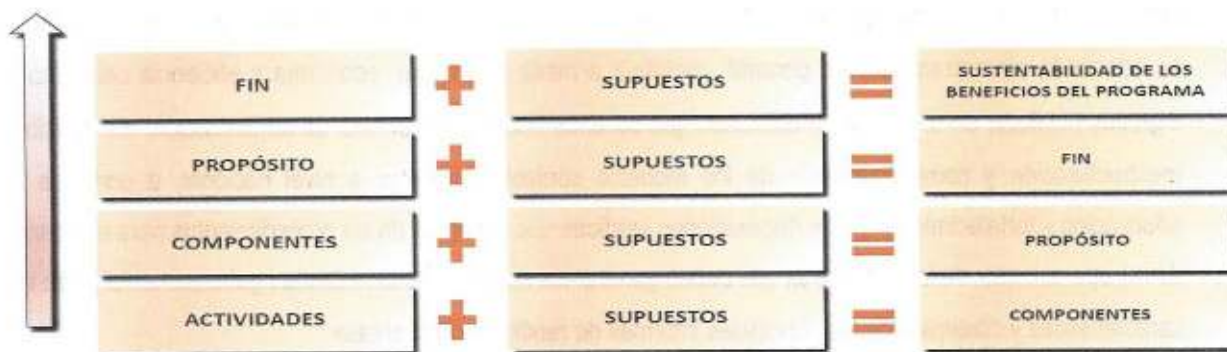 FIN + SUPUESTOS = SUSTENTABILIDAD DE LOS
BENEFICIOS DEL PROGRAMA
PROPÓSITO + SUPUESTOS = FIN
COMPONENTES + SUPUESTOS = PROPÓSITO
ACTIVIDADES + SUPUESTOS = COMPONENTES